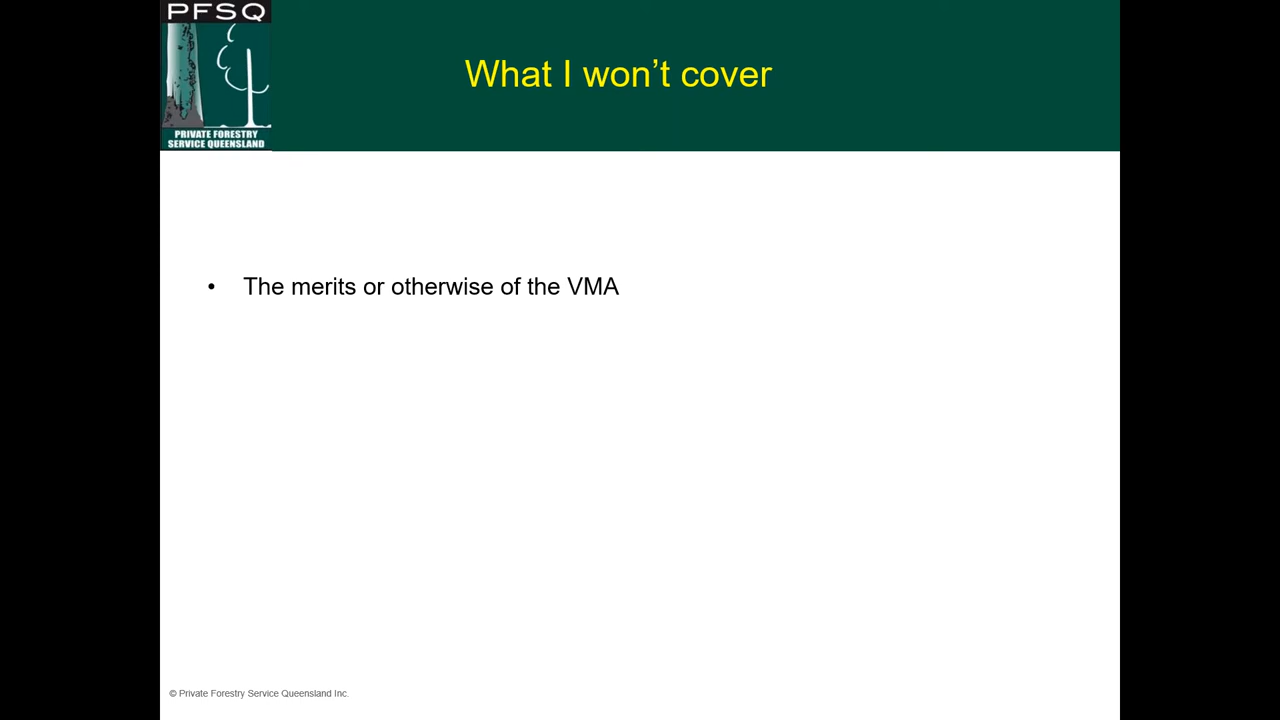 PFSQ
PRIVATE FORESTRY
SERVICE QUEENSLAND
What I won’t cover
• The merits or otherwise of the VMA
© Private Forestry Service Queensland Inc.